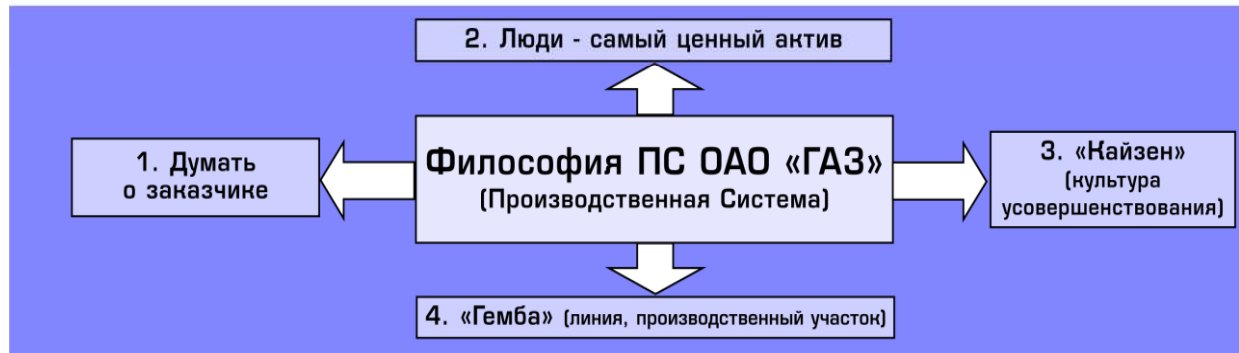 2. Люди - самый ценный актив
1. Думать
о заказчике
Философия ПС ОАО «ГАЗ»
(Производственная Система)
3. «Кайзен»
(культура
усовершенствования)
4. «Гемба» (линия, производственный участок)